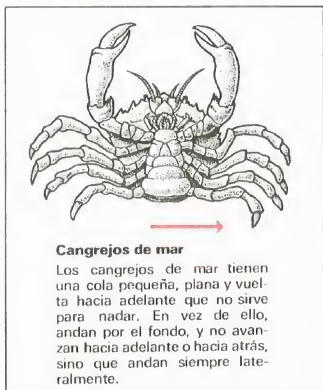 Cangrejos de mar
Los cangrejos de mar tienen
una cola pequeña, plana y vuel-
ta hacia adelante que no sirve
para nadar. En vez de ello,
andan por el fondo, y no avan-
zan hacia adelante o hacia atrás,
sino que andan siempre late-
ralmente.